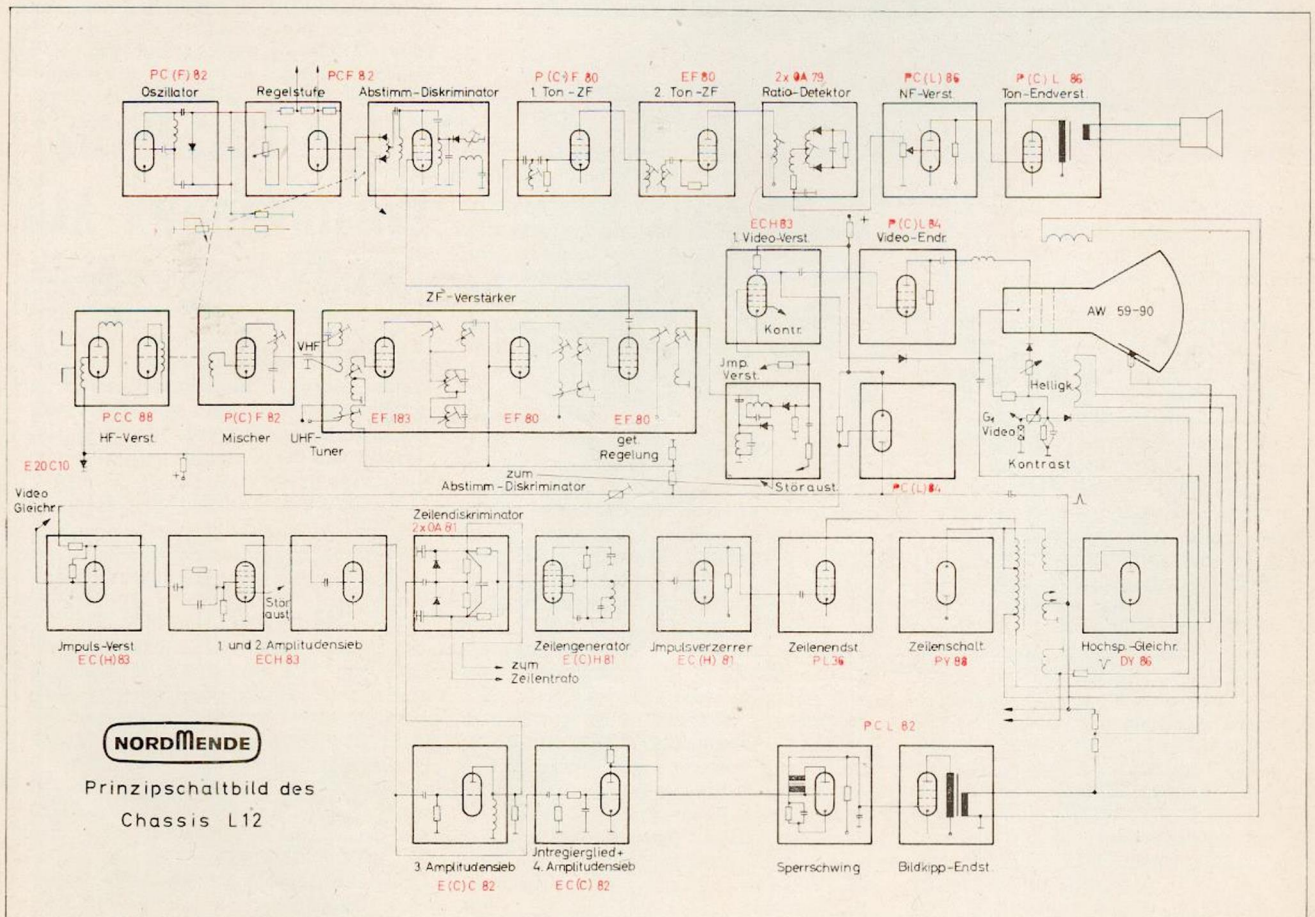 PC (F) 82
Oszillator
PCF 82
Regelstufe
Abstimm-Diskriminator
P (C) F 80
1. Ton-ZF
EF 80
2. Ton-ZF
2x OA 79
Ratio-Detektor
PC (L) 86
NF-Verst.
P (C) L 86
Ton-Endverst.
ECH 83
1. Video-Verst.
P (C) L 84
Video-Endr.
ZF-Verstärker
AW 59-90
Kontr.
VHF
Jmp.
Verst.
Helligk.
PCC 88
HF-Verst.
P(C) F 82
Mischer
UHF-
Tuner
EF 183
EF 80
EF 80
get.
Regelung
G1
Video
Kontrast
E 20 C10
+
zum
Abstimm-Diskriminator
Störaust.
PC (L) 84
Video
Gleichr.
Zeilendiskriminator
2x OA 81
Stör
aust.
Jmpuls-Verst.
EC (H) 83
1 und 2. Amplitudensieb
ECH 83
Zeilengenerator
E (C) H 81
Jmpulsverzerrer
EC (H) 81
Zeilenendst.
PL 36
Zeilenschalt.
PY 88
Hochsp.-Gleichr.
DY 86
zum
Zeilentrafo
PCL 82
NORDMENDE
Prinzipschaltbild des
Chassis L12
3. Amplitudensieb
E (C) C 82
Jntregierglied+
4. Amplitudensieb
EC (C) 82
Sperrschwing
Bildkipp-Endst.